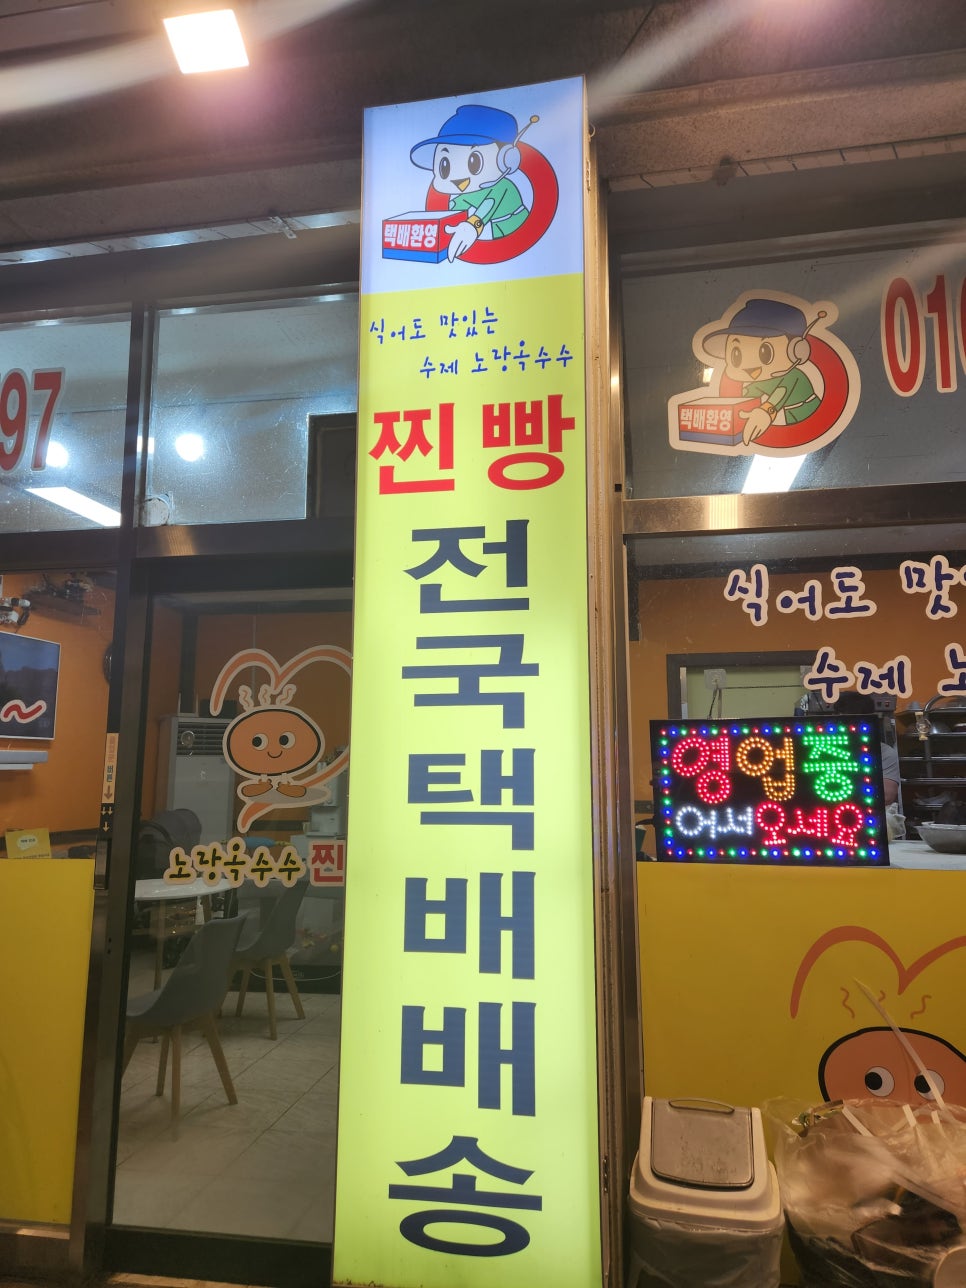 택배환영
식어도 맛있는
수제 노랑옥수수
찐빵
전국택배배송
97
노랑옥수수 찐
택배환영
010
식어도 맛
수제 노
영업중
어서오세요